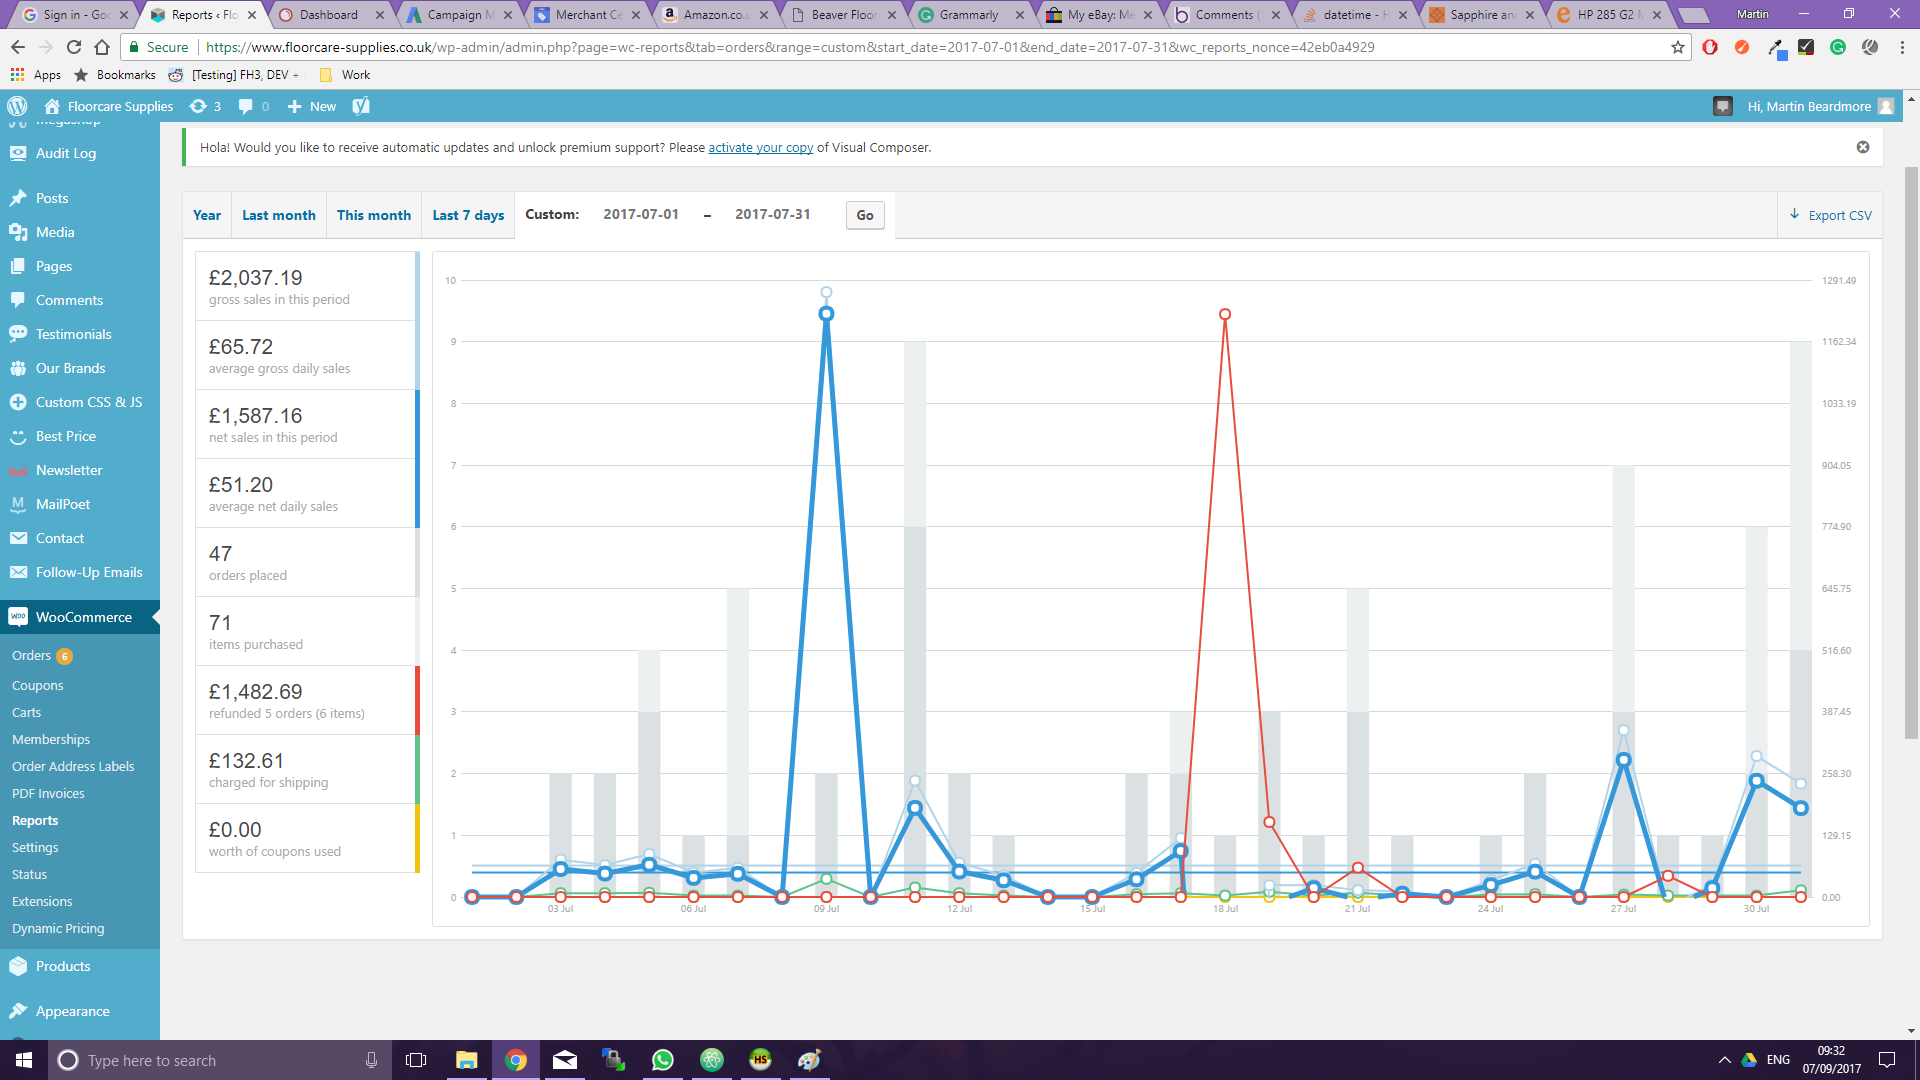 Sign in - Goo
Reports ‹ Flo
Dashboard
Campaign M
Merchant Ce
Amazon.co.u
Beaver Floor
Grammarly
My eBay: Me
Comments (
datetime - H
Sapphire and
HP 285 G2 M
Martin
Secure
https://www.floorcare-supplies.co.uk/wp-admin/admin.php?page=wc-reports&tab=orders&range=custom&start_date=2017-07-01&end_date=2017-07-31&wc_reports_nonce=42eb0a4929
Apps
Bookmarks
[Testing] FH3, DEV +
Work
Floorcare Supplies
3
0
New
Hi, Martin Beardmore
Megashop
Audit Log
Posts
Media
Pages
Comments
Testimonials
Our Brands
Custom CSS & JS
Best Price
Newsletter
MailPoet
Contact
Follow-Up Emails
WooCommerce
Orders 6
Coupons
Carts
Memberships
Order Address Labels
PDF Invoices
Reports
Settings
Status
Extensions
Dynamic Pricing
Products
Appearance
Hola! Would you like to receive automatic updates and unlock premium support? Please activate your copy of Visual Composer.
Year
Last month
This month
Last 7 days
Custom:
2017-07-01
–
2017-07-31
Go
Export CSV
£2,037.19
gross sales in this period
£65.72
average gross daily sales
£1,587.16
net sales in this period
£51.20
average net daily sales
47
orders placed
71
items purchased
£1,482.69
refunded 5 orders (6 items)
£132.61
charged for shipping
£0.00
worth of coupons used
10
9
8
7
6
5
4
3
2
1
0
1291.49
1162.34
1033.19
904.05
774.90
645.75
516.60
387.45
258.30
129.15
0.00
03 Jul
06 Jul
09 Jul
12 Jul
15 Jul
18 Jul
21 Jul
24 Jul
27 Jul
30 Jul
Type here to search
HS
ENG
09:32
07/09/2017